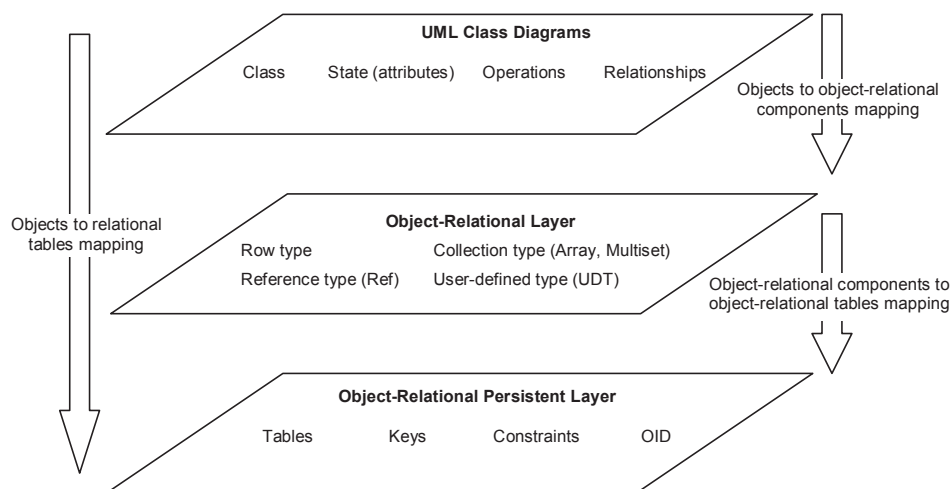 UML Class Diagrams
Class State (attributes) Operations Relationships
Objects to object-relational
components mapping
Objects to relational
tables mapping
Object-Relational Layer
Row type Collection type (Array, Multiset)
Reference type (Ref) User-defined type (UDT)
Object-relational components to
object-relational tables mapping
Object-Relational Persistent Layer
Tables Keys Constraints OID